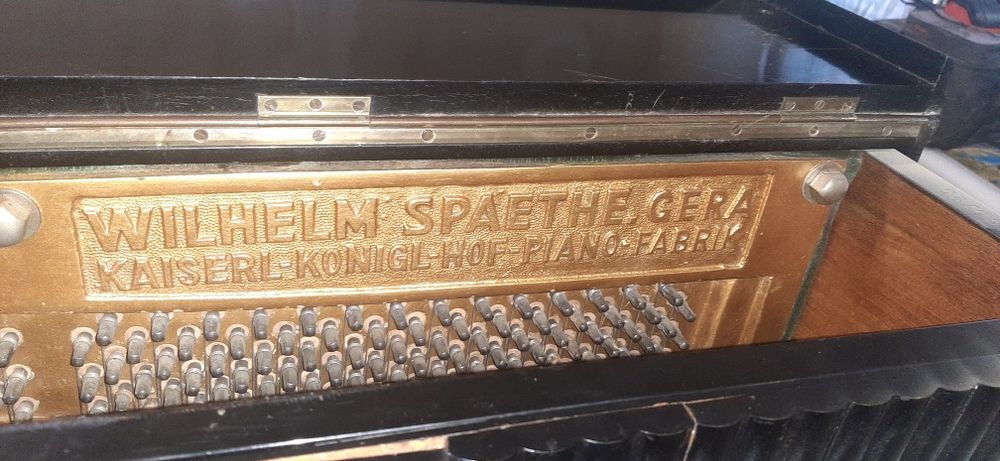 WILHELM SPAETHE, GERA
KAISERL-KÖNIGL-HOF-PIANO-FABRIK